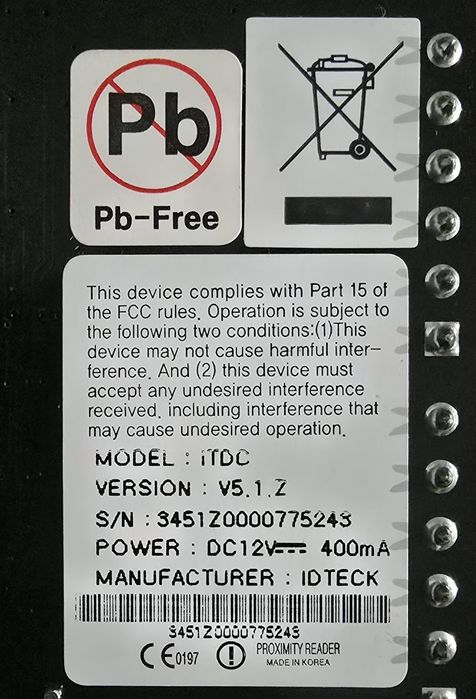 Pb
Pb-Free
This device complies with Part 15 of
the FCC rules. Operation is subject to
the following two conditions:(1)This
device may not cause harmful inter-
ference. And (2) this device must
accept any undesired interference
received, including interference that
may cause undesired operation.
MODEL : iTDC
VERSION : V5.1.Z
S/N : 3451Z0000775243
POWER : DC12V 400mA
MANUFACTURER : IDTECK
3451Z0000775243
CE0197 PROXIMITY READER
MADE IN KOREA